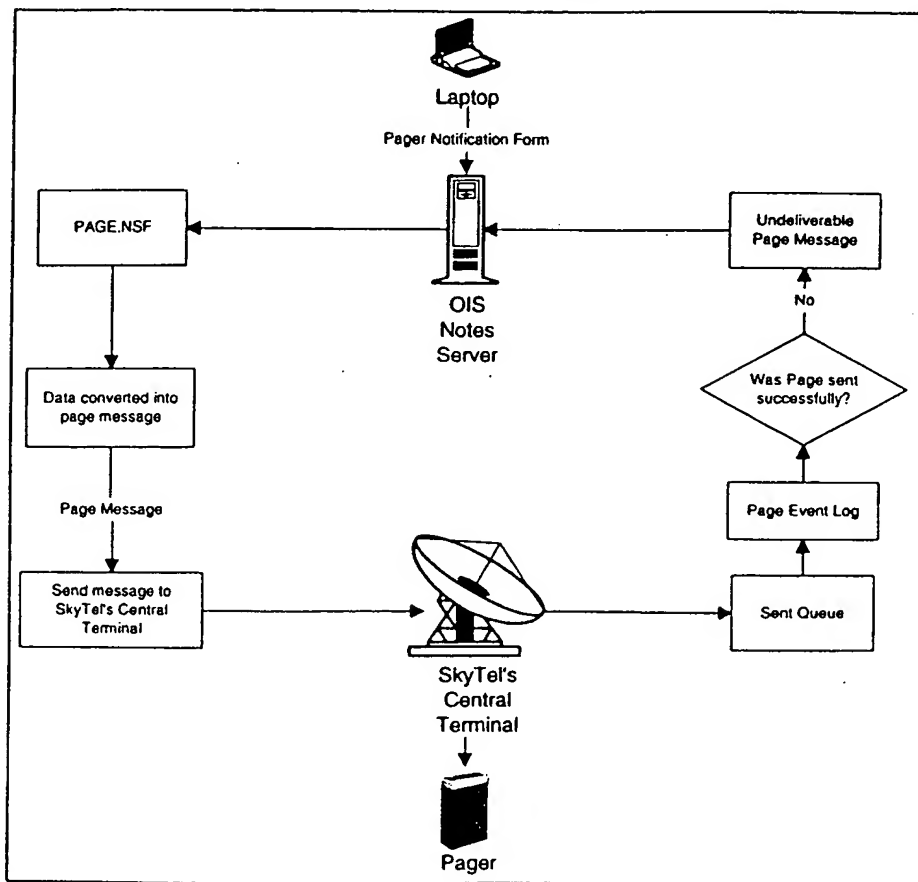 Laptop
Pager Notification Form
PAGE.NSF
OIS
Notes
Server
Undeliverable
Page Message
No
Was Page sent
successfully?
Data converted into
page message
Page Message
Page Event Log
Send message to
SkyTel's Central
Terminal
Sent Queue
SkyTel's
Central
Terminal
Pager